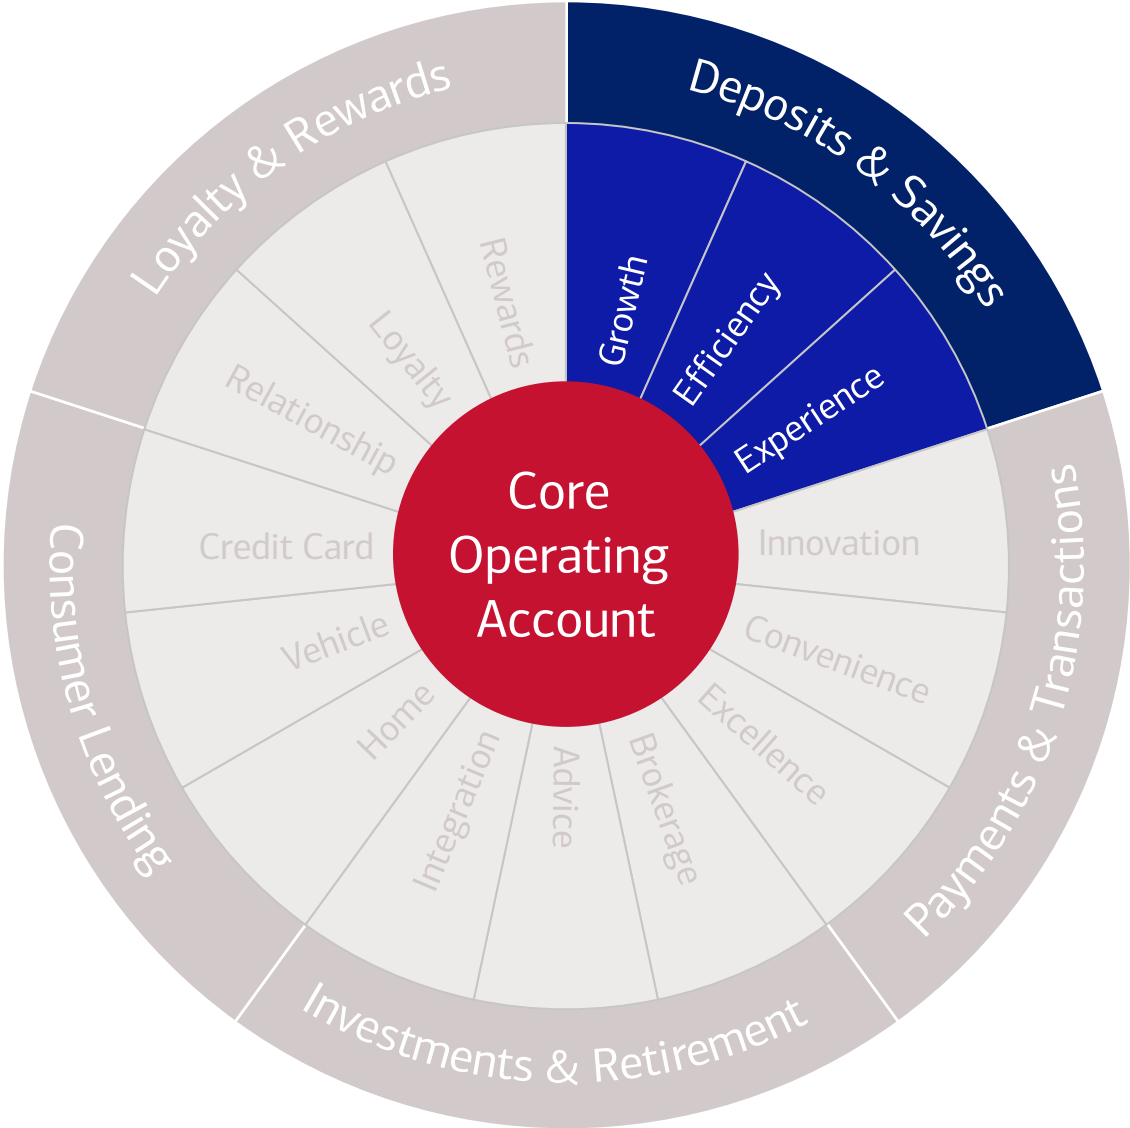 Deposits & Savings
Growth
Efficiency
Experience
Payments & Transactions
Innovation
Convenience
Excellence
Investments & Retirement
Brokerage
Advice
Integration
Consumer Lending
Home
Vehicle
Credit Card
Loyalty & Rewards
Relationship
Loyalty
Rewards
Core
Operating
Account